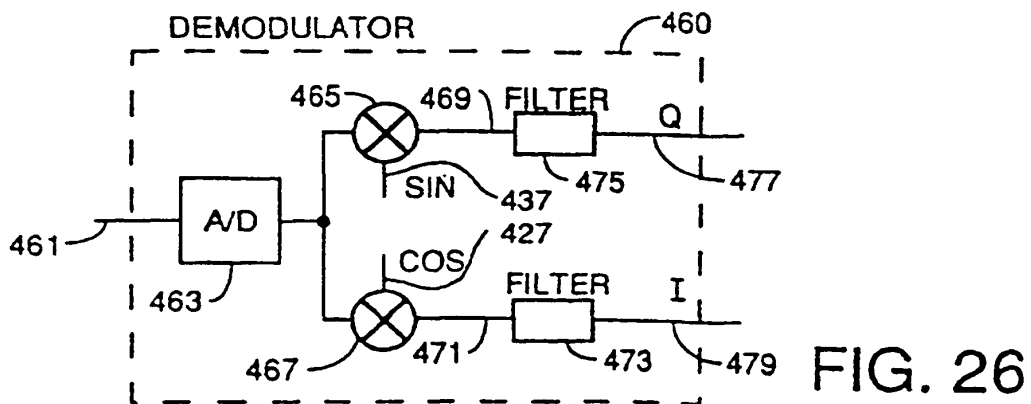 DEMODULATOR
460
465
469
FILTER
Q
475
477
SIN
437
A/D
461
427
COS
463
FILTER
I
467
471
473
479
FIG. 26